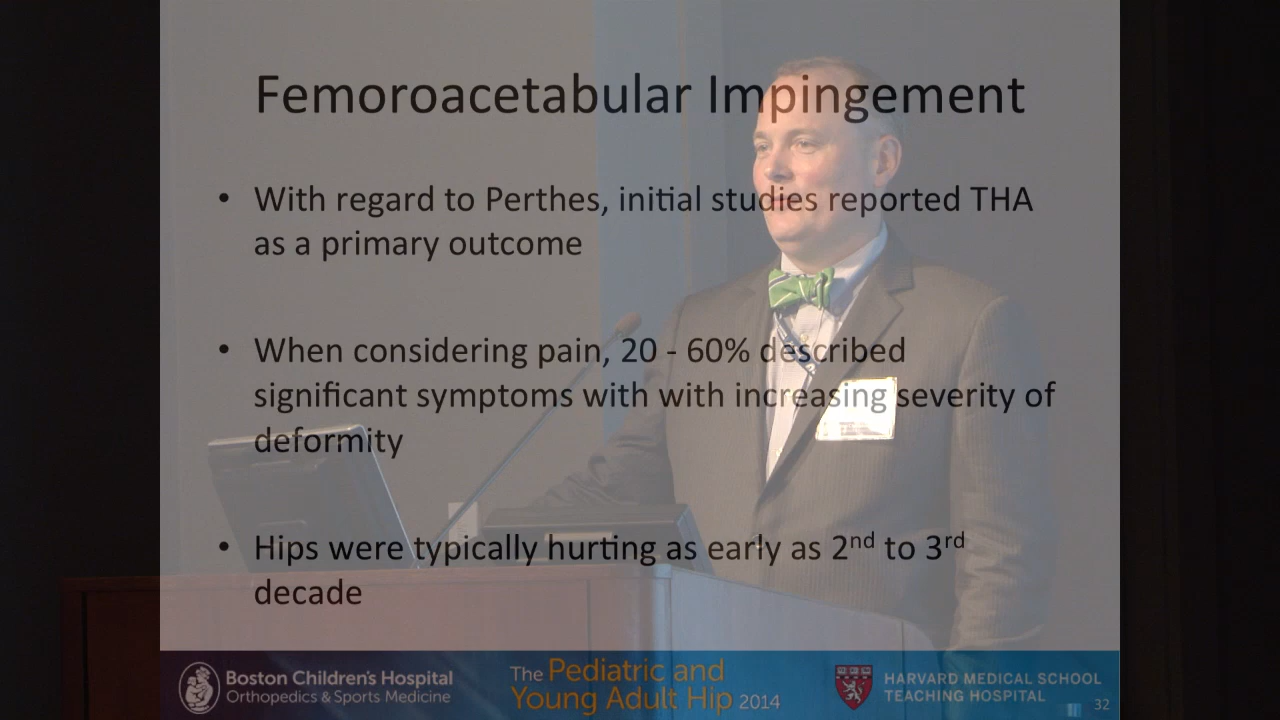 Femoroacetabular Impingement
• With regard to Perthes, initial studies reported THA
as a primary outcome
• When considering pain, 20 - 60% described
significant symptoms with with increasing severity of
deformity
• Hips were typically hurting as early as 2nd to 3rd
decade
Boston Children's Hospital
Orthopedics & Sports Medicine
The Pediatric and
Young Adult Hip 2014
HARVARD MEDICAL SCHOOL
TEACHING HOSPITAL
32